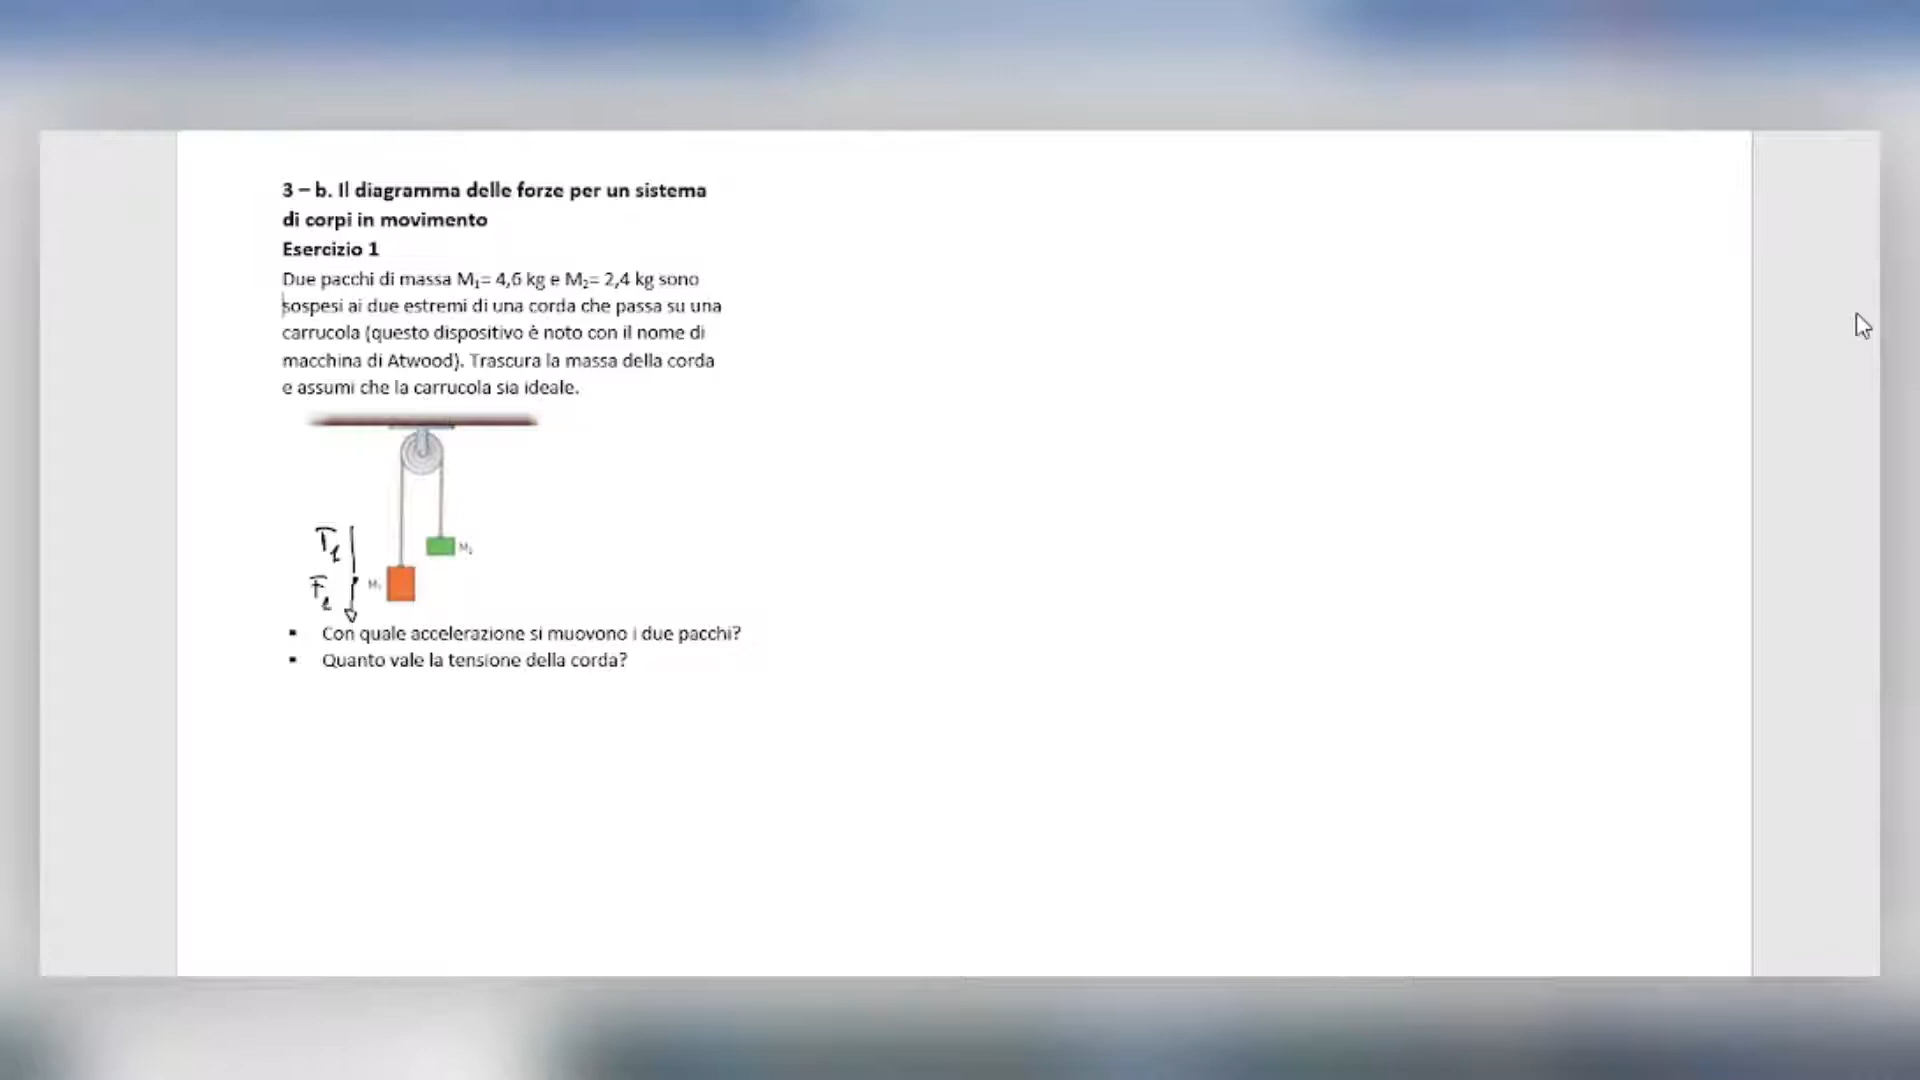 3 – b. Il diagramma delle forze per un sistema
di corpi in movimento
Esercizio 1
Due pacchi di massa M₁= 4,6 kg e M₂= 2,4 kg sono
sospesi ai due estremi di una corda che passa su una
carrucola (questo dispositivo è noto con il nome di
macchina di Atwood). Trascura la massa della corda
e assumi che la carrucola sia ideale.
M₂
T₁
F₁ M₁
▪ Con quale accelerazione si muovono i due pacchi?
▪ Quanto vale la tensione della corda?